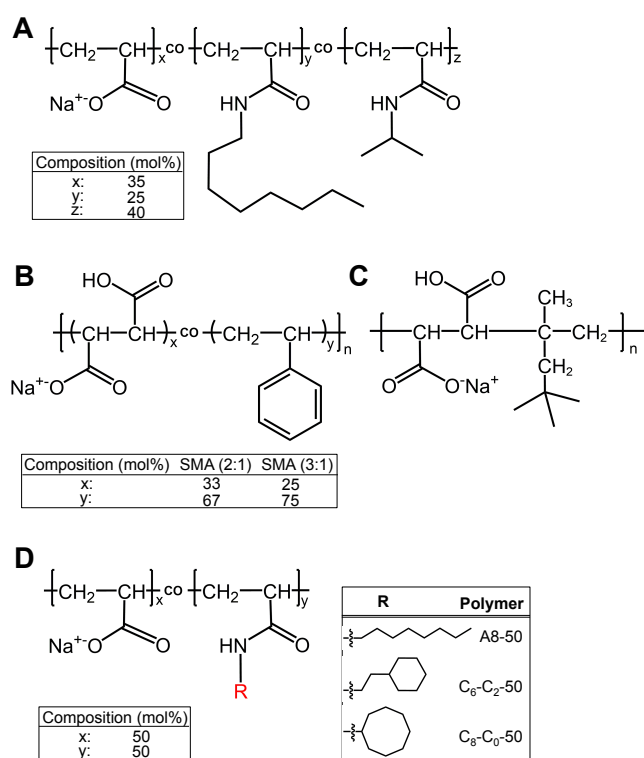 A
[CH₂—CH]x co [CH₂—CH]y co [CH₂—CH]z
Na⁺⁻O O HN O HN O
Composition (mol%)
x: 35
y: 25
z: 40
B
HO O
(CH—CH)x co (CH₂—CH)y n
Na⁺⁻O O
Composition (mol%) SMA (2:1) SMA (3:1)
x: 33 25
y: 67 75
C
HO O CH₃
CH—CH—C—CH₂ n
O O⁻Na⁺ CH₂
D
[CH₂—CH]x co [CH₂—CH]y
Na⁺⁻O O HN O
R
Composition (mol%)
x: 50
y: 50
R Polymer
A8-50
C₆-C₂-50
C₈-C₀-50